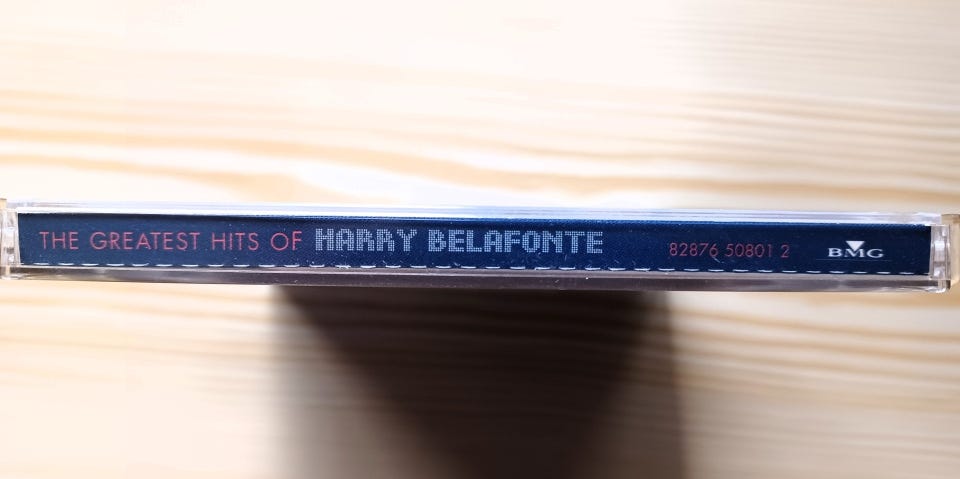 THE GREATEST HITS OF HARRY BELAFONTE 82876 50801 2 BMG